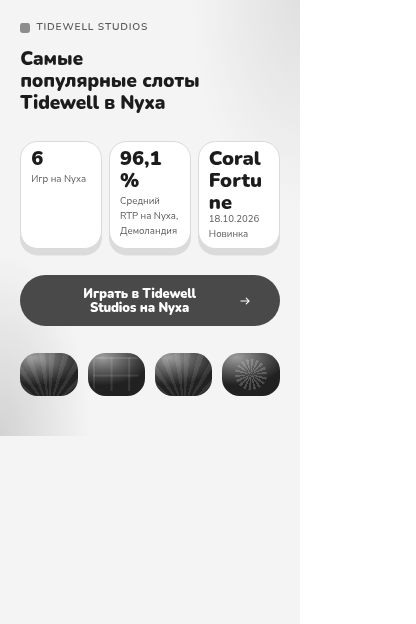 TIDEWELL STUDIOS
Самые
популярные слоты
Tidewell в Nyxa
6
Игр на Nyxa
96,1
%
Средний
RTP на Nyxa,
Демоландия
Coral
Fortu
ne
18.10.2026
Новинка
Играть в Tidewell
Studios на Nyxa
→